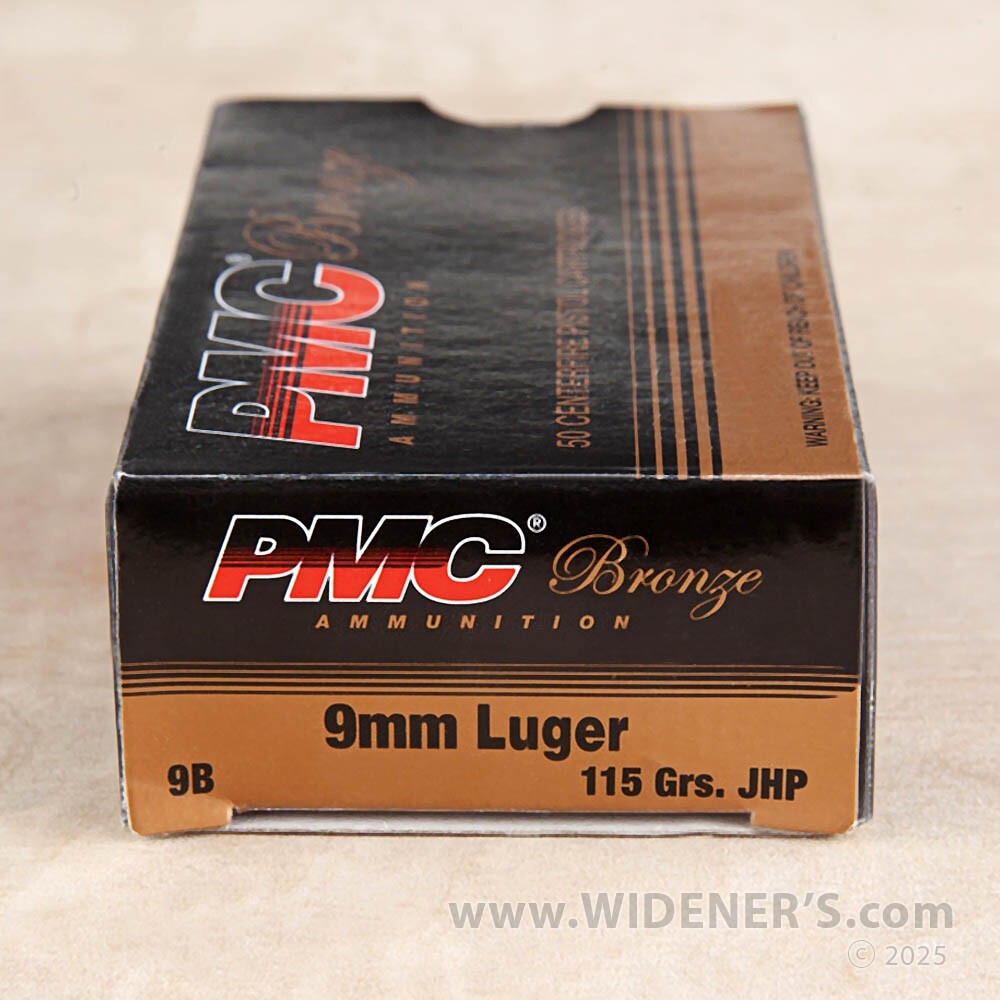 PMC® Bronze
AMMUNITION
50 CENTERFIRE PISTOL CARTRIDGES
WARNING: KEEP OUT OF REACH OF CHILDREN
PMC® Bronze
AMMUNITION
9mm Luger
9B 115 Grs. JHP
www.WIDENER'S.com
© 2025